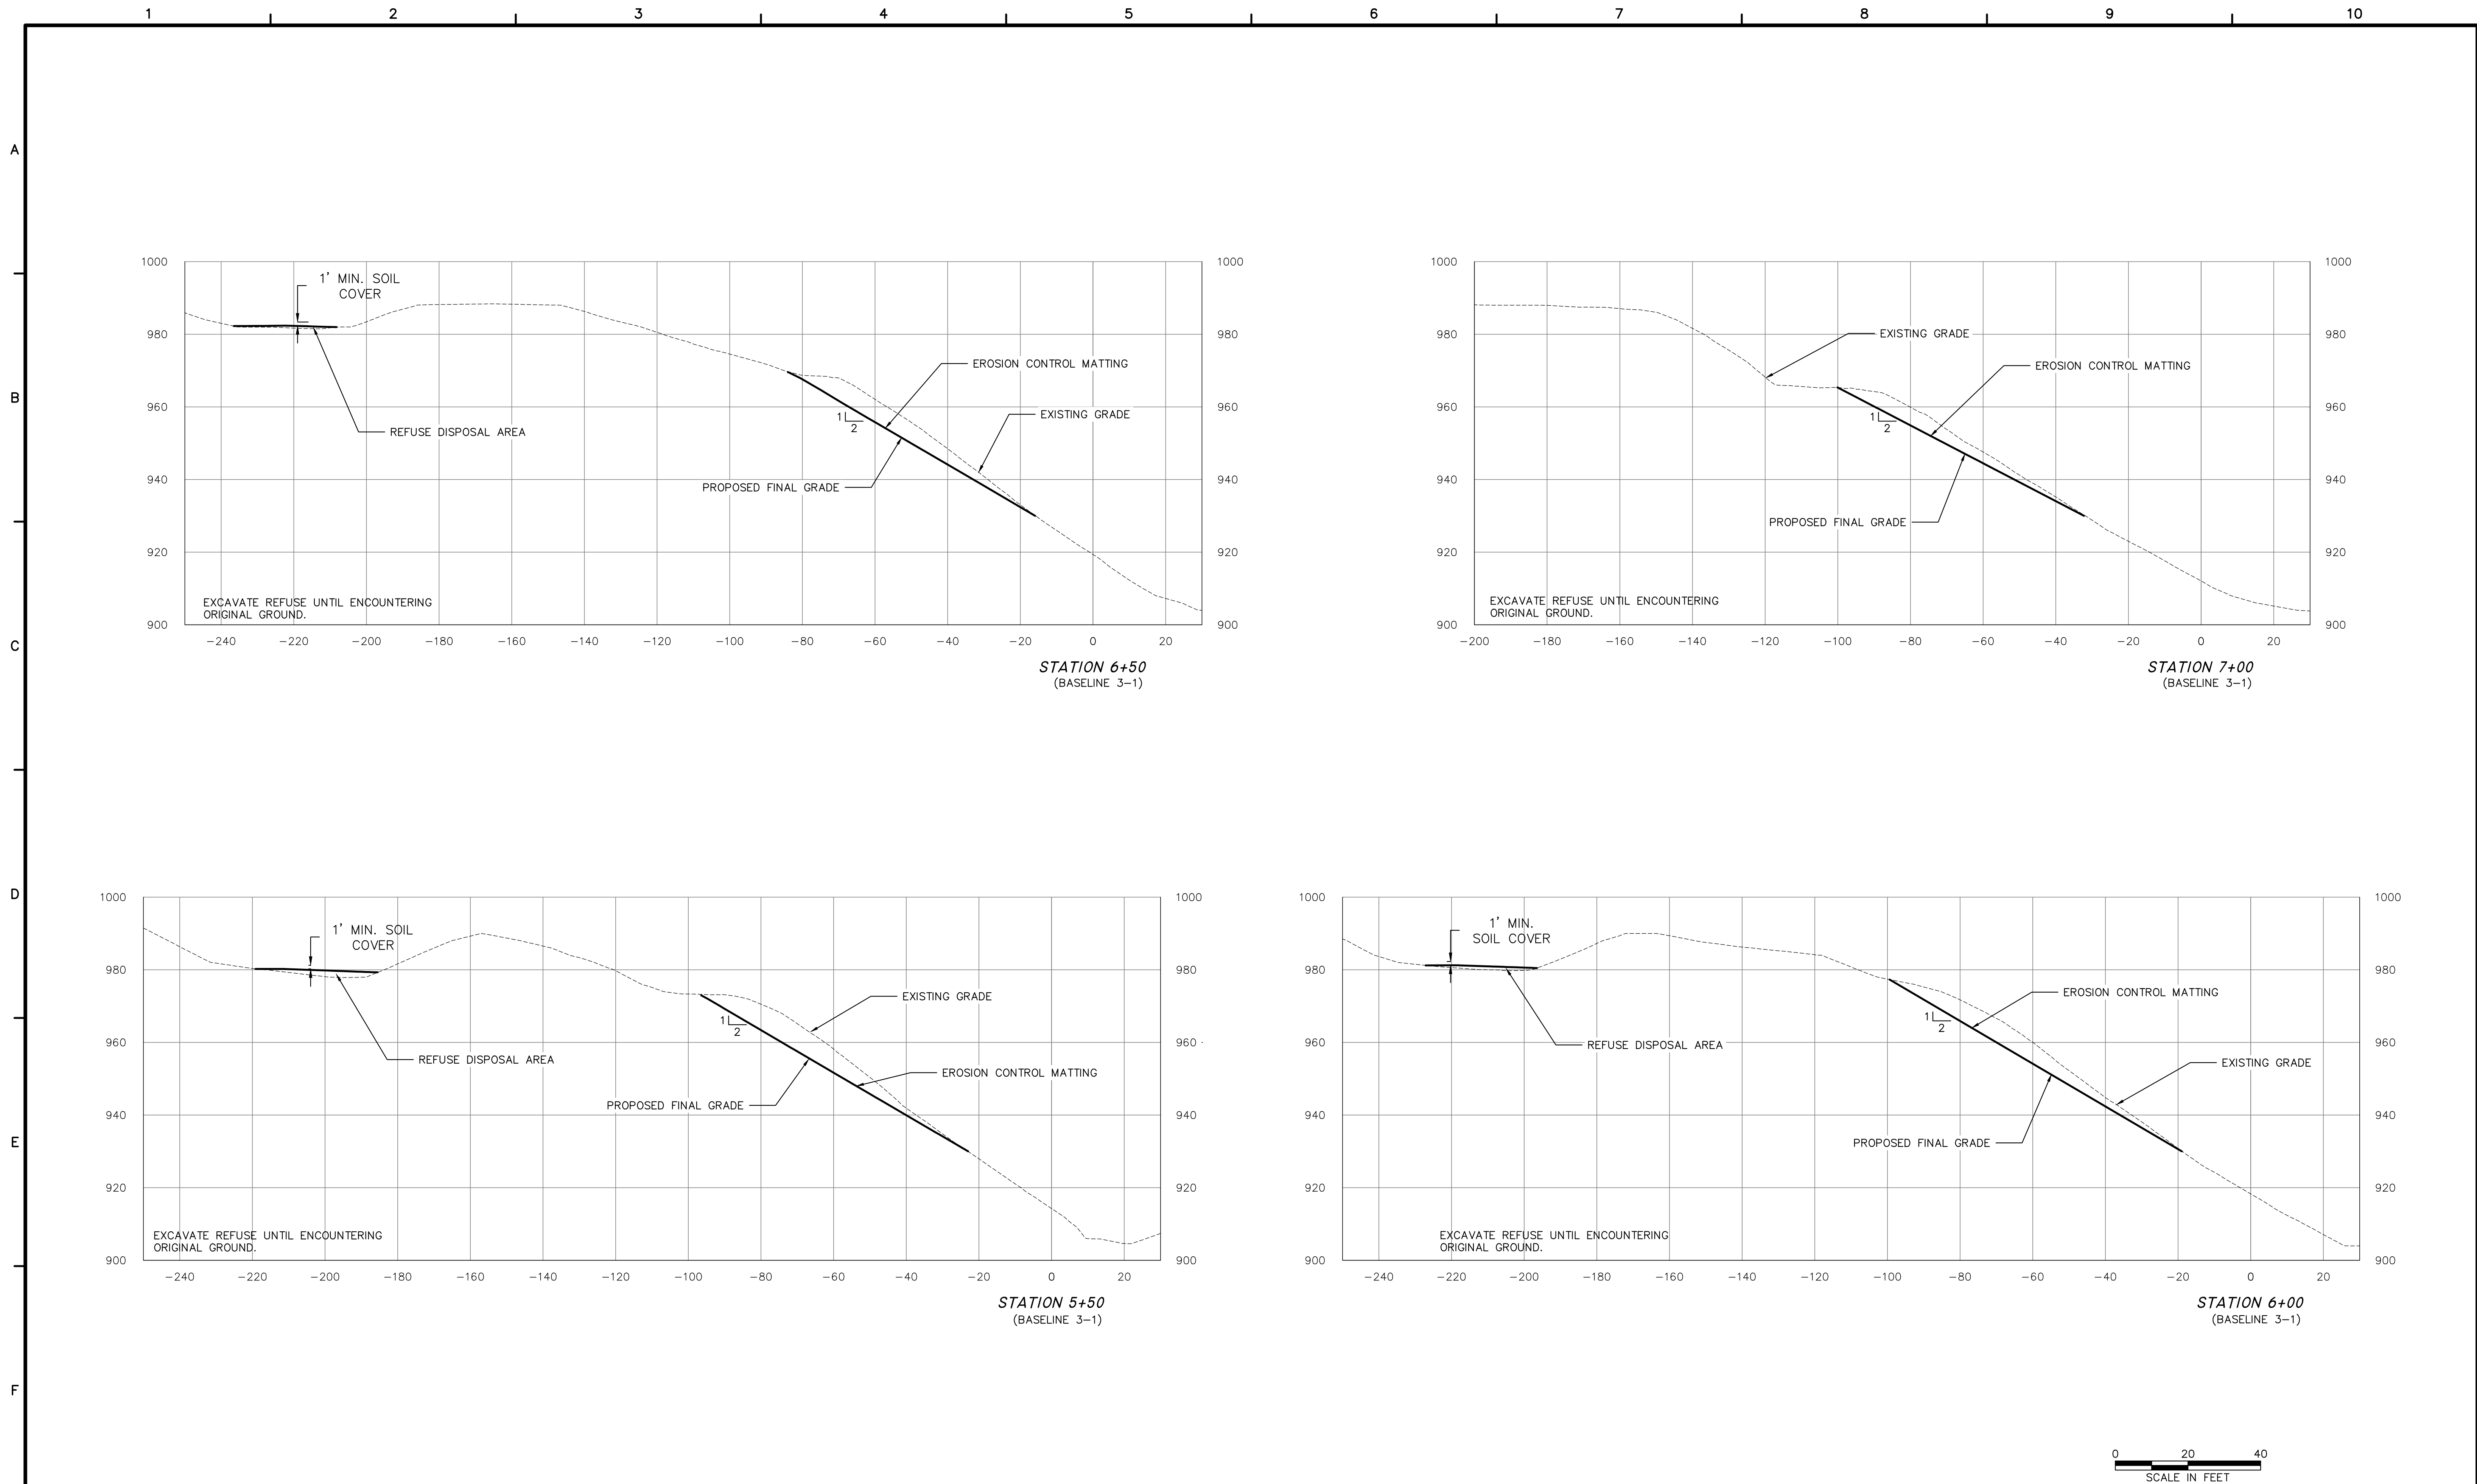 1 2 3 4 5 6 7 8 9 10
A
B
C
D
E
F
1000 1000
980 980
960 960
940 940
920 920
900 900
1' MIN. SOIL
COVER
REFUSE DISPOSAL AREA
EROSION CONTROL MATTING
EXISTING GRADE
1
2
PROPOSED FINAL GRADE
EXCAVATE REFUSE UNTIL ENCOUNTERING
ORIGINAL GROUND.
-240 -220 -200 -180 -160 -140 -120 -100 -80 -60 -40 -20 0 20
STATION 6+50
(BASELINE 3-1)
1000 1000
980 980
960 960
940 940
920 920
900 900
EXISTING GRADE
EROSION CONTROL MATTING
1
2
PROPOSED FINAL GRADE
EXCAVATE REFUSE UNTIL ENCOUNTERING
ORIGINAL GROUND.
-200 -180 -160 -140 -120 -100 -80 -60 -40 -20 0 20
STATION 7+00
(BASELINE 3-1)
1000 1000
980 980
960 960
940 940
920 920
900 900
1' MIN. SOIL
COVER
EXISTING GRADE
1
2
REFUSE DISPOSAL AREA
EROSION CONTROL MATTING
PROPOSED FINAL GRADE
EXCAVATE REFUSE UNTIL ENCOUNTERING
ORIGINAL GROUND.
-240 -220 -200 -180 -160 -140 -120 -100 -80 -60 -40 -20 0 20
STATION 5+50
(BASELINE 3-1)
1000 1000
980 980
960 960
940 940
920 920
900 900
1' MIN.
SOIL COVER
EROSION CONTROL MATTING
1
2
REFUSE DISPOSAL AREA
EXISTING GRADE
PROPOSED FINAL GRADE
EXCAVATE REFUSE UNTIL ENCOUNTERING
ORIGINAL GROUND.
-240 -220 -200 -180 -160 -140 -120 -100 -80 -60 -40 -20 0 20
STATION 6+00
(BASELINE 3-1)
0 20 40
SCALE IN FEET